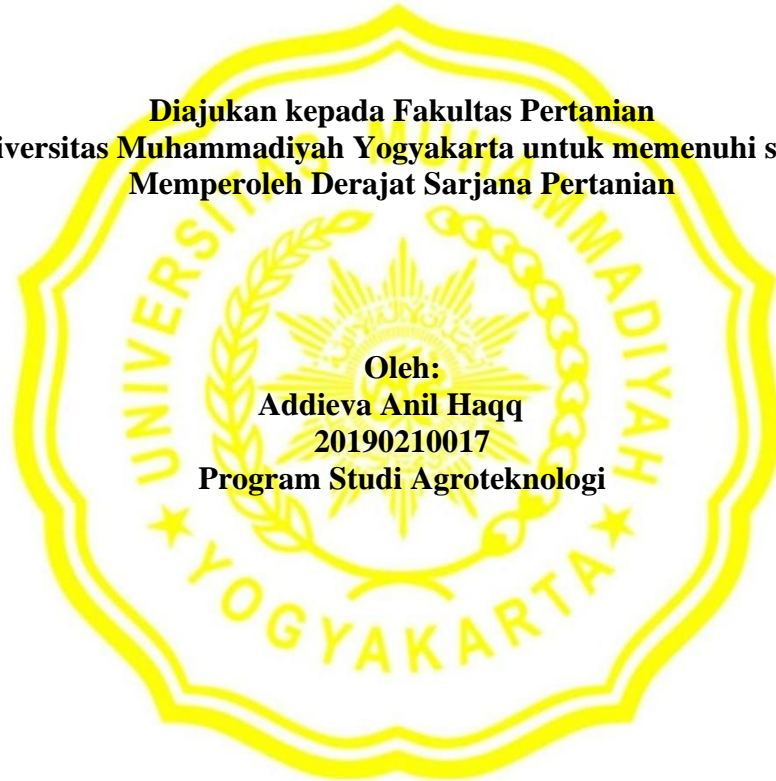 Diajukan kepada Fakultas Pertanian
iversitas Muhammadiyah Yogyakarta untuk memenuhi s
Memperoleh Derajat Sarjana Pertanian
Oleh:
Addieva Anil Haqq
20190210017
Program Studi Agroteknologi
UNIVERSITAS MUHAMMADIYAH
YOGYAKARTA